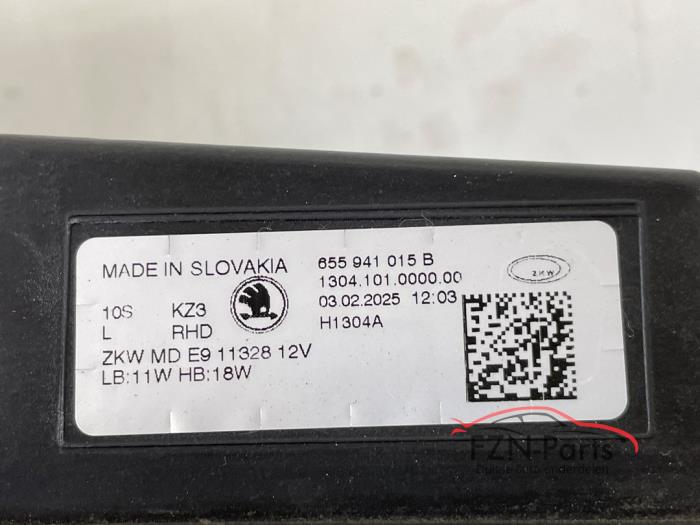 MADE IN SLOVAKIA
655 941 015 B
1304.101.0000.00
03.02.2025 12:03
H1304A
10S KZ3
L RHD
ZKW MD E9 11328 12V
LB:11W HB:18W
ZKW
FZN-Parts